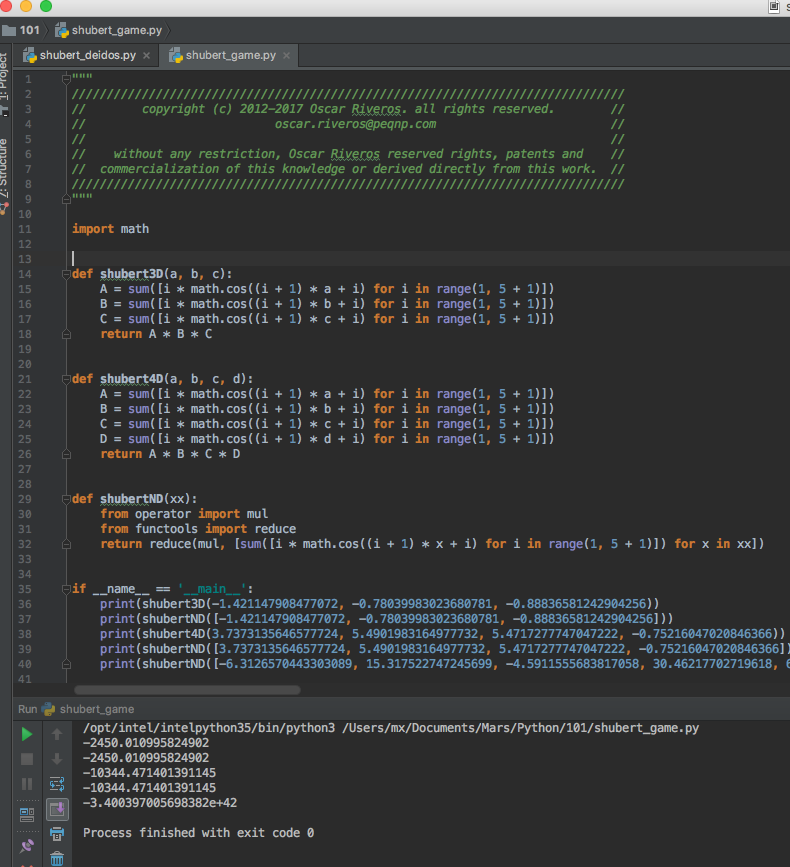 101 shubert_game.py
shubert_deidos.py × shubert_game.py ×
1: Project
7: Structure
1 """
2 ///////////////////////////////////////////////////////////////////////////////
3 // copyright (c) 2012–2017 Oscar Riveros. all rights reserved. //
4 // oscar.riveros@peqnp.com //
5 // //
6 // without any restriction, Oscar Riveros reserved rights, patents and //
7 // commercialization of this knowledge or derived directly from this work. //
8 ///////////////////////////////////////////////////////////////////////////////
9 """
10
11 import math
12
13
14 def shubert3D(a, b, c):
15 A = sum([i * math.cos((i + 1) * a + i) for i in range(1, 5 + 1)])
16 B = sum([i * math.cos((i + 1) * b + i) for i in range(1, 5 + 1)])
17 C = sum([i * math.cos((i + 1) * c + i) for i in range(1, 5 + 1)])
18 return A * B * C
19
20
21 def shubert4D(a, b, c, d):
22 A = sum([i * math.cos((i + 1) * a + i) for i in range(1, 5 + 1)])
23 B = sum([i * math.cos((i + 1) * b + i) for i in range(1, 5 + 1)])
24 C = sum([i * math.cos((i + 1) * c + i) for i in range(1, 5 + 1)])
25 D = sum([i * math.cos((i + 1) * d + i) for i in range(1, 5 + 1)])
26 return A * B * C * D
27
28
29 def shubertND(xx):
30 from operator import mul
31 from functools import reduce
32 return reduce(mul, [sum([i * math.cos((i + 1) * x + i) for i in range(1, 5 + 1)]) for x in xx])
33
34
35 if __name__ == '__main__':
36 print(shubert3D(-1.421147908477072, -0.78039983023680781, -0.88836581242904256))
37 print(shubertND([-1.421147908477072, -0.78039983023680781, -0.88836581242904256]))
38 print(shubert4D(3.7373135646577724, 5.4901983164977732, 5.4717277747047222, -0.75216047020846366))
39 print(shubertND([3.7373135646577724, 5.4901983164977732, 5.4717277747047222, -0.75216047020846366])
40 print(shubertND([-6.3126570443303089, 15.317522747245699, -4.5911555683817058, 30.46217702719618, 6
41
Run shubert_game
/opt/intel/intelpython35/bin/python3 /Users/mx/Documents/Mars/Python/101/shubert_game.py
-2450.010995824902
-2450.010995824902
-10344.471401391145
-10344.471401391145
-3.400397005698382e+42
Process finished with exit code 0